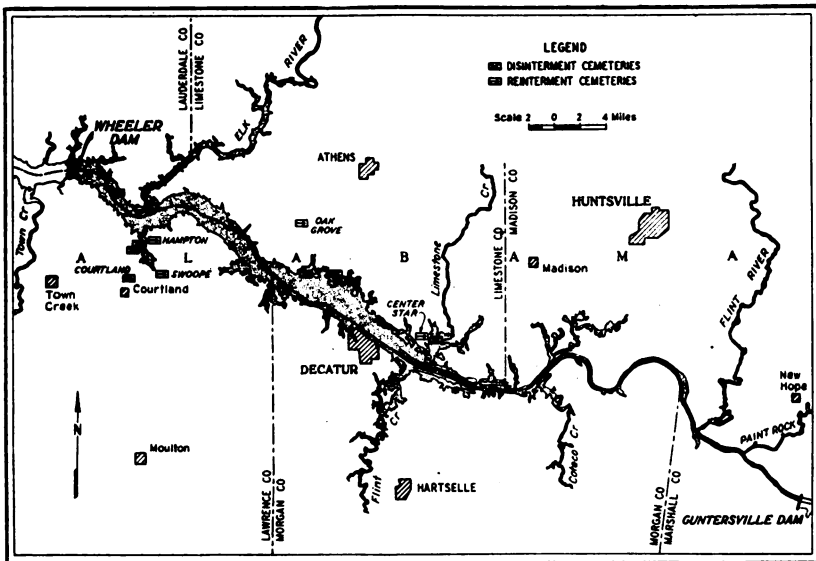 LEGEND
DISINTERMENT CEMETERIES
REINTERMENT CEMETERIES
Scale 2 0 2 4 Miles
LAUDERDALE CO
LIMESTONE CO
ELK RIVER
WHEELER DAM
ATHENS
Town Cr
HAMPTON
OAK GROVE
Limestone Cr
LIMESTONE CO
MADISON CO
HUNTSVILLE
A L A B A M A
COURTLAND
SWOOPE
Town Creek
Courtland
Madison
FLINT RIVER
CENTER STAR
DECATUR
New Hope
N
Moulton
Flint Cr
Cotaco Cr
PAINT ROCK
HARTSELLE
LAWRENCE CO
MORGAN CO
MORGAN CO
MARSHALL CO
GUNTERSVILLE DAM